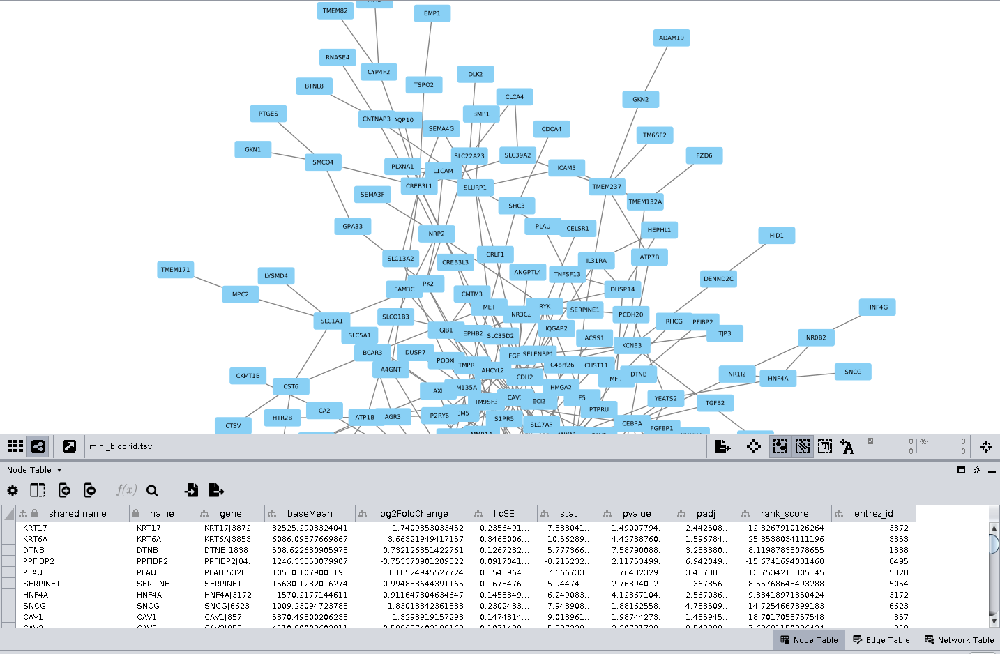 MMD
TMEM82
EMP1
ADAM19
RNASE4
CYP4F2
DLK2
BTNL8
TSPO2
CLCA4
GKN2
PTGES
CNTNAP3
AQP10
BMP1
SEMA4G
CDCA4
TM6SF2
GKN1
SMCO4
SLC22A23
SLC39A2
FZD6
PLXNA1
L1CAM
ICAM5
CREB3L1
SLURP1
TMEM237
SEMA3F
SHC3
TMEM132A
GPA33
NRP2
PLAU
CELSR1
HEPHL1
HID1
SLC13A2
CREB3L3
CRLF1
IL31RA
ATP7B
TMEM171
LYSMD4
ANGPTL4
TNFSF13
DENND2C
MPC2
FAM3C
PK2
CMTM3
DUSP14
MET
NR3C2
RYK
SERPINE1
PCDH20
HNF4G
SLC1A1
SLCO1B3
RHCG
PFIBP2
SLC5A1
GJB1
EPHB2
SLC35D2
IQGAP2
ACSS1
KCNE3
TJP3
NR0B2
BCAR3
DUSP7
PODX
TMPR
FGF
SELENBP1
A4GNT
AHCYL2
C4orf26
CHST11
CKMT1B
CDH2
MFI
DTNB
NR1I2
HNF4A
SNCG
CST6
AXL
M135A
HMGA2
CAV
ECI2
F5
YEATS2
TGFB2
TM9SF3
PTPRU
CA2
HTR2B
ATP1B
AGR3
P2RY6
GM5
S1PR5
SLC7A5
CEBPA
FGFBP1
CTSV
MMP14
mini_biogrid.tsv
0 0
0 0
Node Table
f(x)
shared name name gene baseMean log2FoldChange lfcSE stat pvalue padj rank_score entrez_id
KRT17 KRT17 KRT17|3872 32525.2903324041 1.7409853033452 0.2356491... 7.388041... 1.49007794... 2.442508... 12.8267910126264 3872
KRT6A KRT6A KRT6A|3853 6086.09577669867 3.66321949417157 0.3468006... 10.56289... 4.42788760... 1.596784... 25.3538034111196 3853
DTNB DTNB DTNB|1838 508.622680905973 0.732126351422761 0.1267232... 5.777366... 7.58790088... 3.288880... 8.11987835078655 1838
PPFIBP2 PPFIBP2 PPFIBP2|84... 1246.33353079907 -0.753370901209522 0.0917041... -8.215232... 2.11753499... 6.942049... -15.6741694031468 8495
PLAU PLAU PLAU|5328 10510.1079001193 1.18524945527724 0.1545964... 7.666733... 1.76432329... 3.457881... 13.7534218305145 5328
SERPINE1 SERPINE1 SERPINE1|... 15630.1282016274 0.994838644391165 0.1673476... 5.944741... 2.76894012... 1.367856... 8.55768643493288 5054
HNF4A HNF4A HNF4A|3172 1570.2177144611 -0.911647304634647 0.1458849... -6.249083... 4.12867104... 2.567036... -9.38418971850424 3172
SNCG SNCG SNCG|6623 1009.23094723783 1.83018342361888 0.2302433... 7.948908... 1.88162558... 4.783509... 14.7254667899183 6623
CAV1 CAV1 CAV1|857 5370.49500206235 1.3293919157293 0.1474814... 9.013961... 1.98744273... 1.455945... 18.7017053757548 857
Node Table Edge Table Network Table